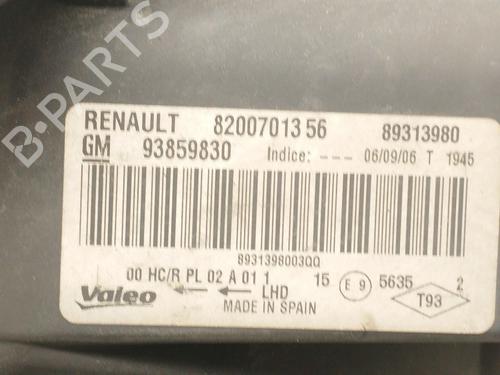 B-PARTS
RENAULT 8200701356 89313980
GM 93859830 Indice: --- 06/09/06 T 1945
8931398003QQ
00 HC/R PL 02 A 01 1 15 E 9 5635 2
Valeo LHD T93
MADE IN SPAIN